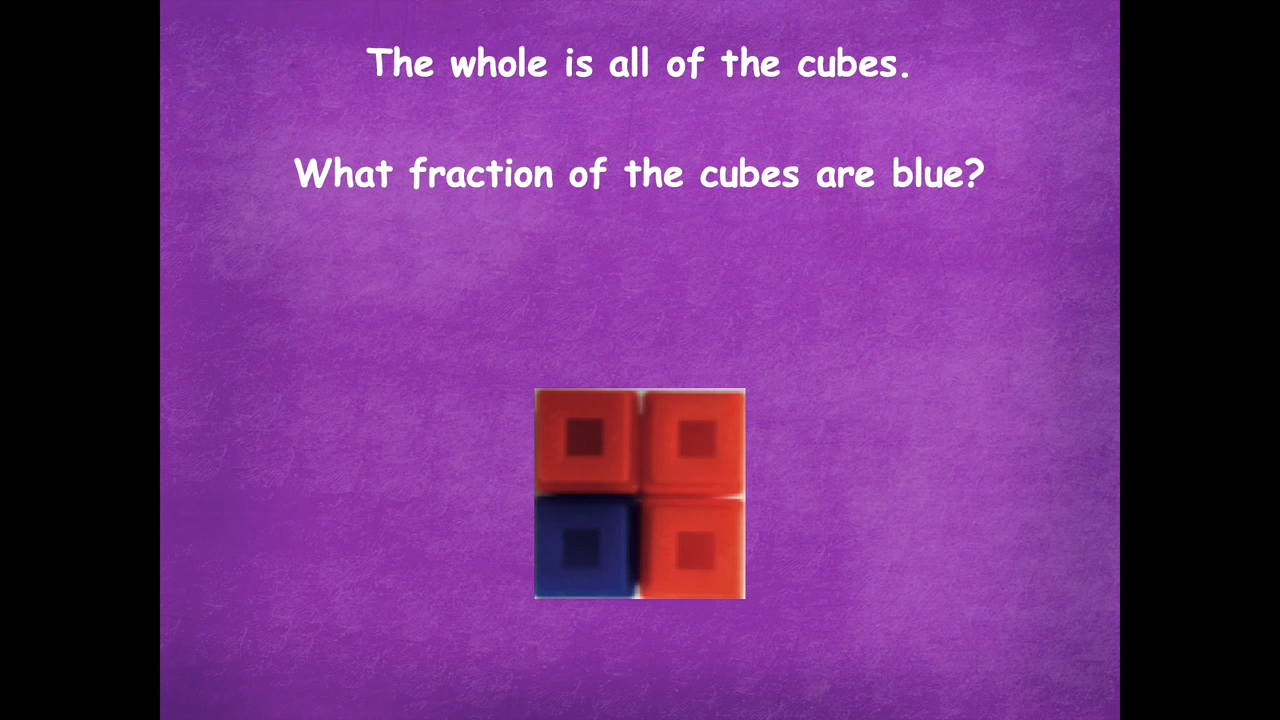 The whole is all of the cubes.
What fraction of the cubes are blue?